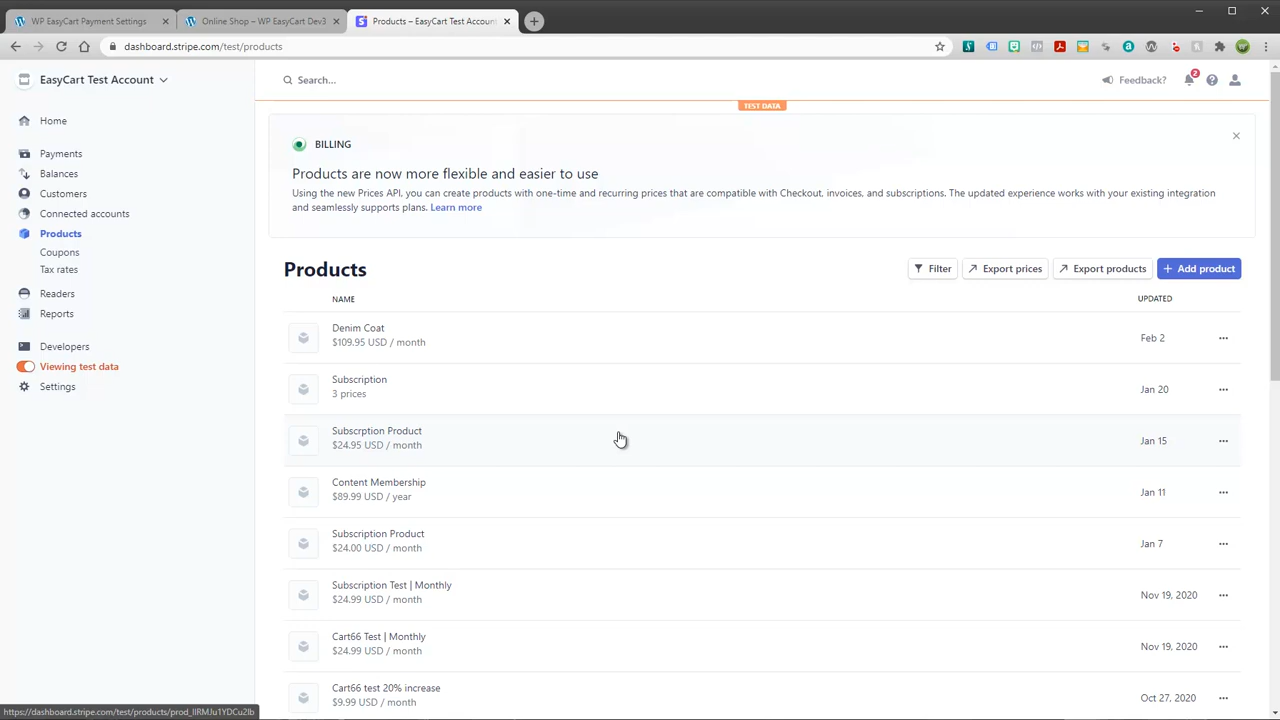 WP EasyCart Payment Settings
Online Shop – WP EasyCart Dev3
Products – EasyCart Test Account
dashboard.stripe.com/test/products
EasyCart Test Account
Search...
Feedback?
2
TEST DATA
Home
Payments
Balances
Customers
Connected accounts
Products
Coupons
Tax rates
Readers
Reports
Developers
Viewing test data
Settings
BILLING
Products are now more flexible and easier to use
Using the new Prices API, you can create products with one-time and recurring prices that are compatible with Checkout, invoices, and subscriptions. The updated experience works with your existing integration
and seamlessly supports plans. Learn more
Products
Filter
Export prices
Export products
+ Add product
NAME
UPDATED
Denim Coat
$109.95 USD / month
Feb 2
Subscription
3 prices
Jan 20
Subscrption Product
$24.95 USD / month
Jan 15
Content Membership
$89.99 USD / year
Jan 11
Subscription Product
$24.00 USD / month
Jan 7
Subscription Test | Monthly
$24.99 USD / month
Nov 19, 2020
Cart66 Test | Monthly
$24.99 USD / month
Nov 19, 2020
Cart66 test 20% increase
$9.99 USD / month
Oct 27, 2020